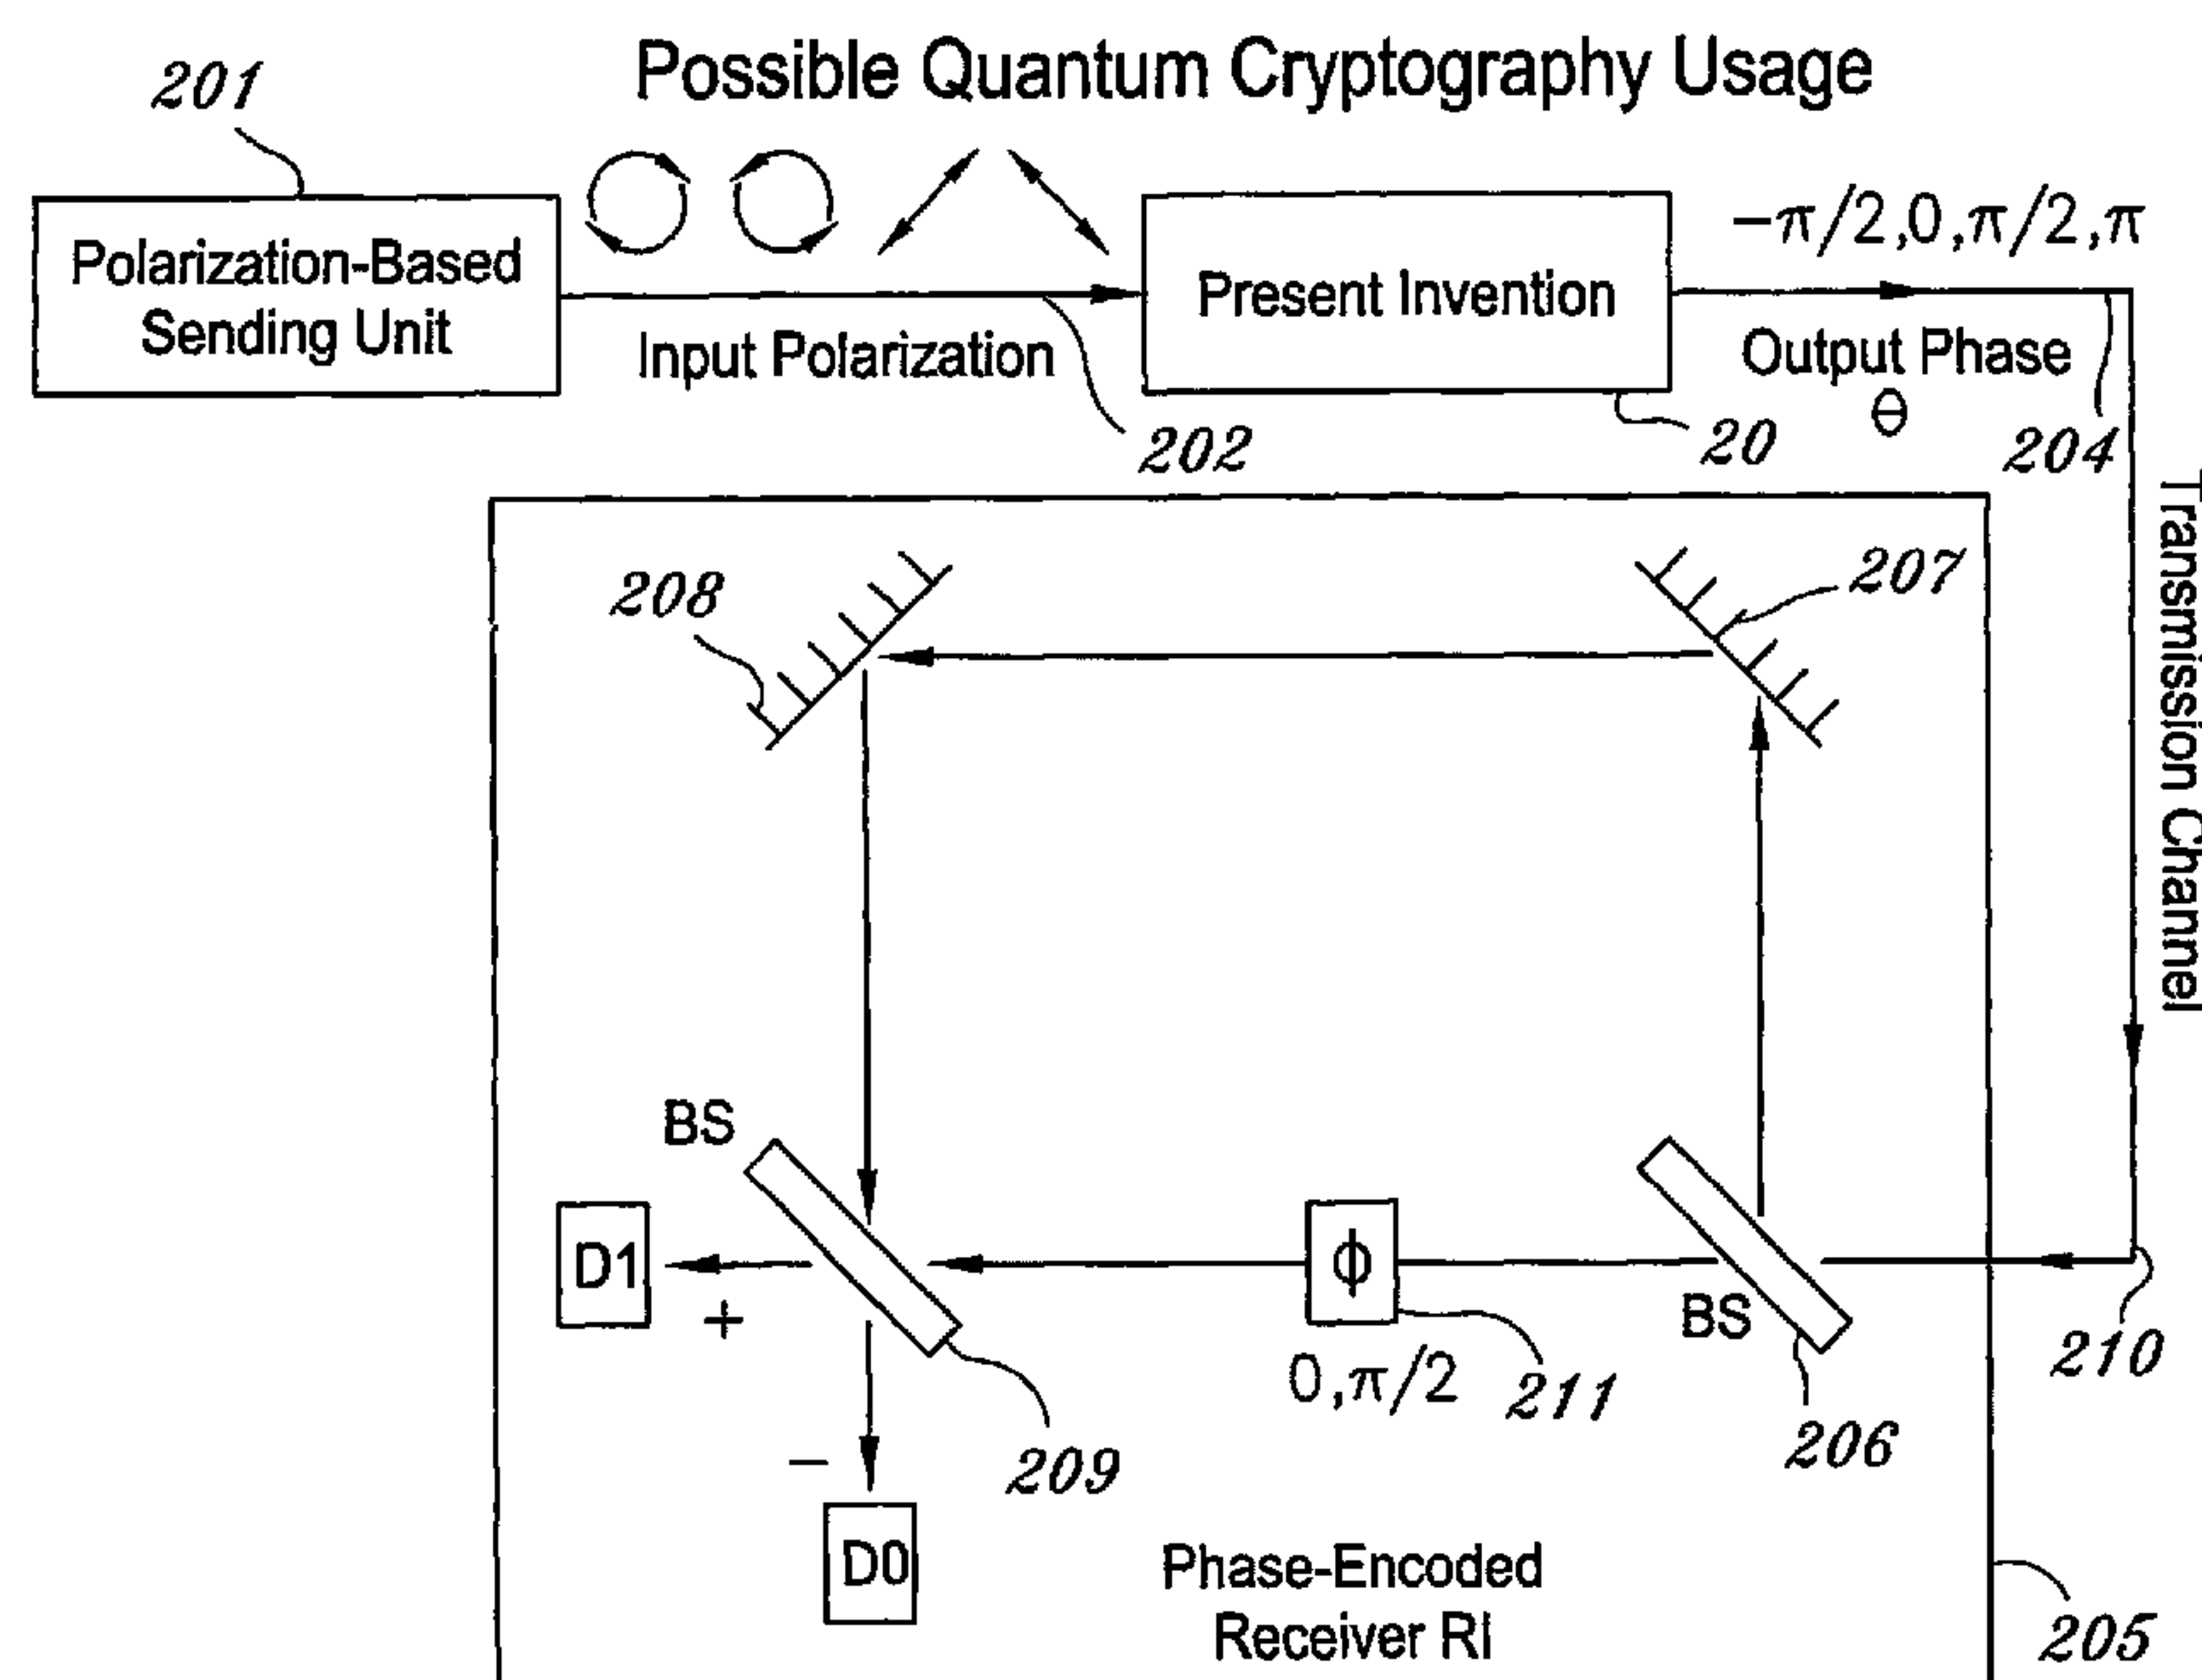 Possible Quantum Cryptography Usage
201
Polarization-Based
Sending Unit
Input Polarization
202
Present Invention
20
−π/2,0,π/2,π
Output Phase
θ
204
Transmission Channel
208
207
BS
D1
+
−
D0
209
ϕ
0,π/2
211
BS
206
210
Phase-Encoded
Receiver RI
205